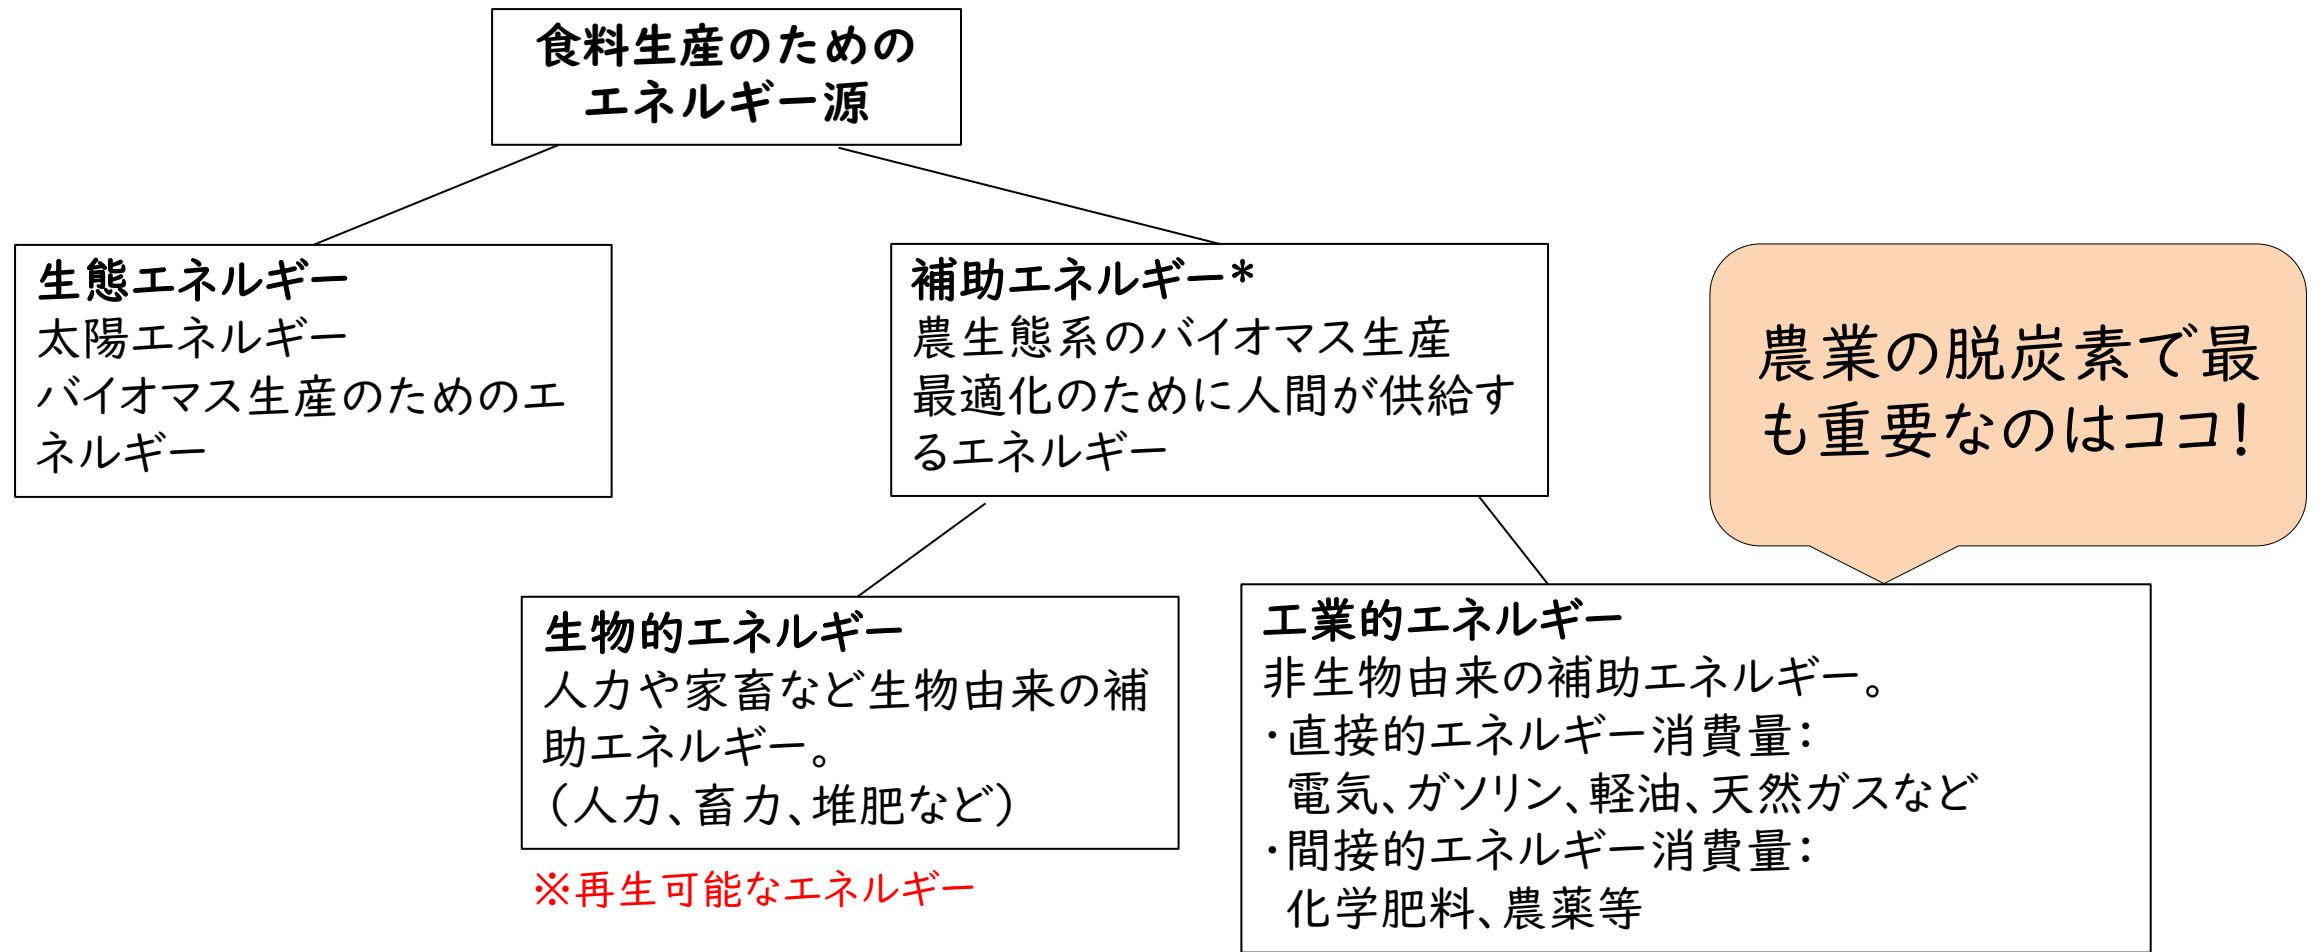 食料生産のための
エネルギー源
生態エネルギー
太陽エネルギー
バイオマス生産のためのエ
ネルギー
補助エネルギー*
農生態系のバイオマス生産
最適化のために人間が供給す
るエネルギー
農業の脱炭素で最
も重要なのはココ!
生物的エネルギー
人力や家畜など生物由来の補
助エネルギー。
(人力、畜力、堆肥など)
※再生可能なエネルギー
工業的エネルギー
非生物由来の補助エネルギー。
・直接的エネルギー消費量:
電気、ガソリン、軽油、天然ガスなど
・間接的エネルギー消費量:
化学肥料、農薬等